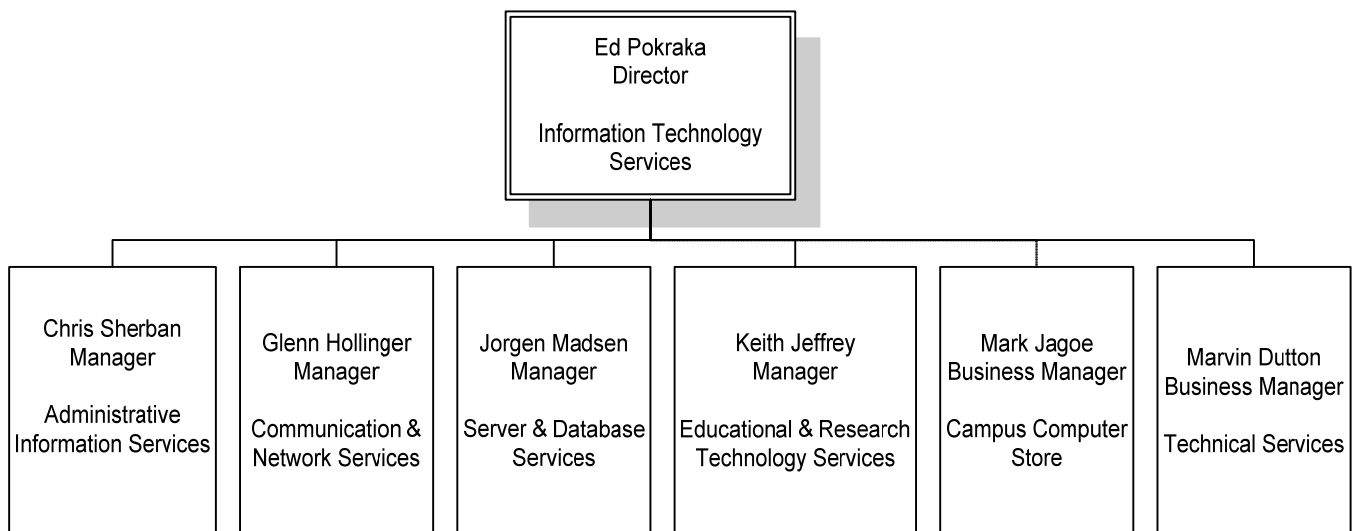 Ed Pokraka
Director
Information Technology
Services
Chris Sherban
Manager
Administrative
Information Services
Glenn Hollinger
Manager
Communication &
Network Services
Jorgen Madsen
Manager
Server & Database
Services
Keith Jeffrey
Manager
Educational & Research
Technology Services
Mark Jagoe
Business Manager
Campus Computer
Store
Marvin Dutton
Business Manager
Technical Services